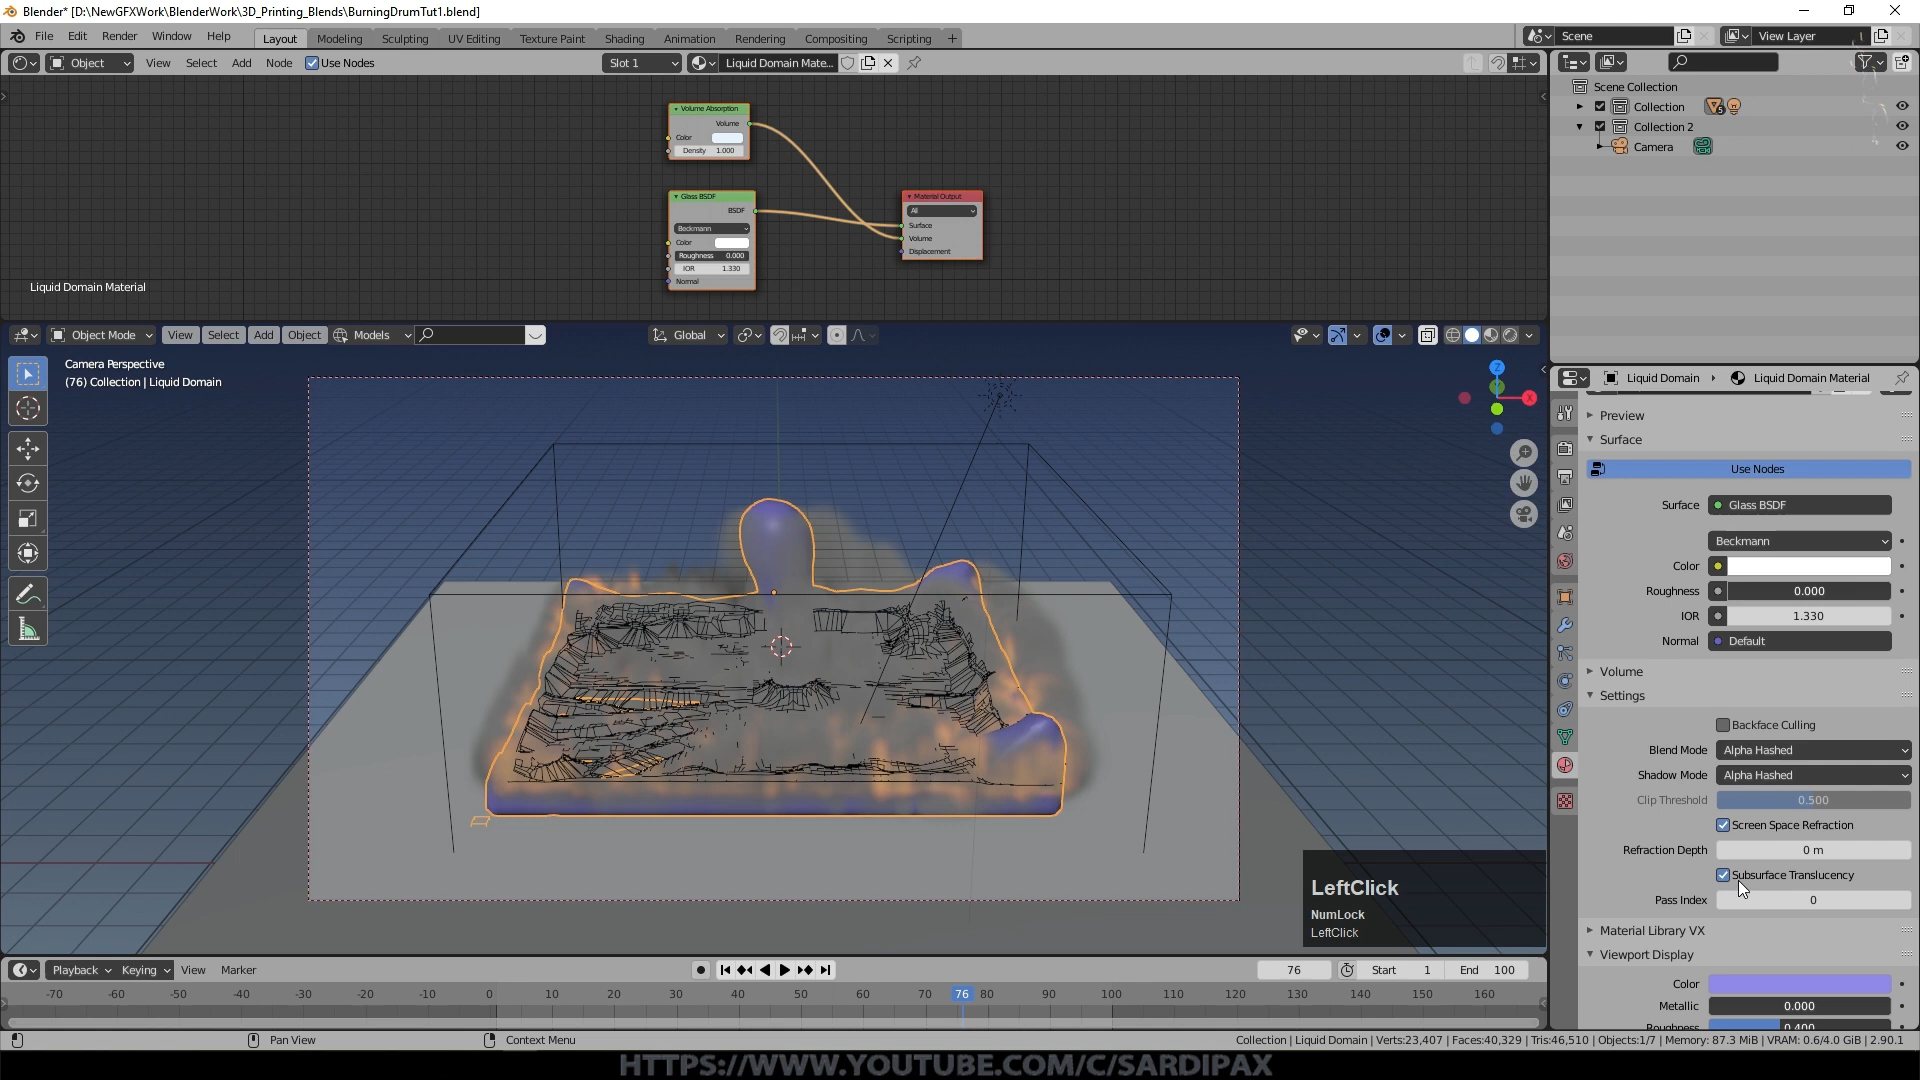 Blender* [D:\NewGFXWork\BlenderWork\3D_Printing_Blends\BurningDrumTut1.blend]
File Edit Render Window Help Layout Modeling Sculpting UV Editing Texture Paint Shading Animation Rendering Compositing Scripting + Scene View Layer
Object View Select Add Node Use Nodes Slot 1 Liquid Domain Mate...
Scene Collection
Collection
Collection 2
Camera
Volume Absorption
Volume
Color
Density 1.000
Glass BSDF
BSDF
Beckmann
Color
Roughness 0.000
IOR 1.330
Normal
Material Output
All
Surface
Volume
Displacement
Liquid Domain Material
Object Mode View Select Add Object Models Global
Camera Perspective
(76) Collection | Liquid Domain
Z
X
Liquid Domain Liquid Domain Material
Preview
Surface
Use Nodes
Surface Glass BSDF
Beckmann
Color
Roughness 0.000
IOR 1.330
Normal Default
Volume
Settings
Backface Culling
Blend Mode Alpha Hashed
Shadow Mode Alpha Hashed
Clip Threshold 0.500
Screen Space Refraction
Refraction Depth 0 m
Subsurface Translucency
Pass Index 0
Material Library VX
Viewport Display
Color
Metallic 0.000
Roughness 0.400
LeftClick
NumLock
LeftClick
Playback Keying View Marker 76 Start 1 End 100
-70 -60 -50 -40 -30 -20 -10 0 10 20 30 40 50 60 70 76 80 90 100 110 120 130 140 150 160
Pan View Context Menu Collection | Liquid Domain | Verts:23,407 | Faces:40,329 | Tris:46,510 | Objects:1/7 | Memory: 87.3 MiB | VRAM: 0.6/4.0 GiB | 2.90.1
HTTPS://WWW.YOUTUBE.COM/C/SARDIPAX